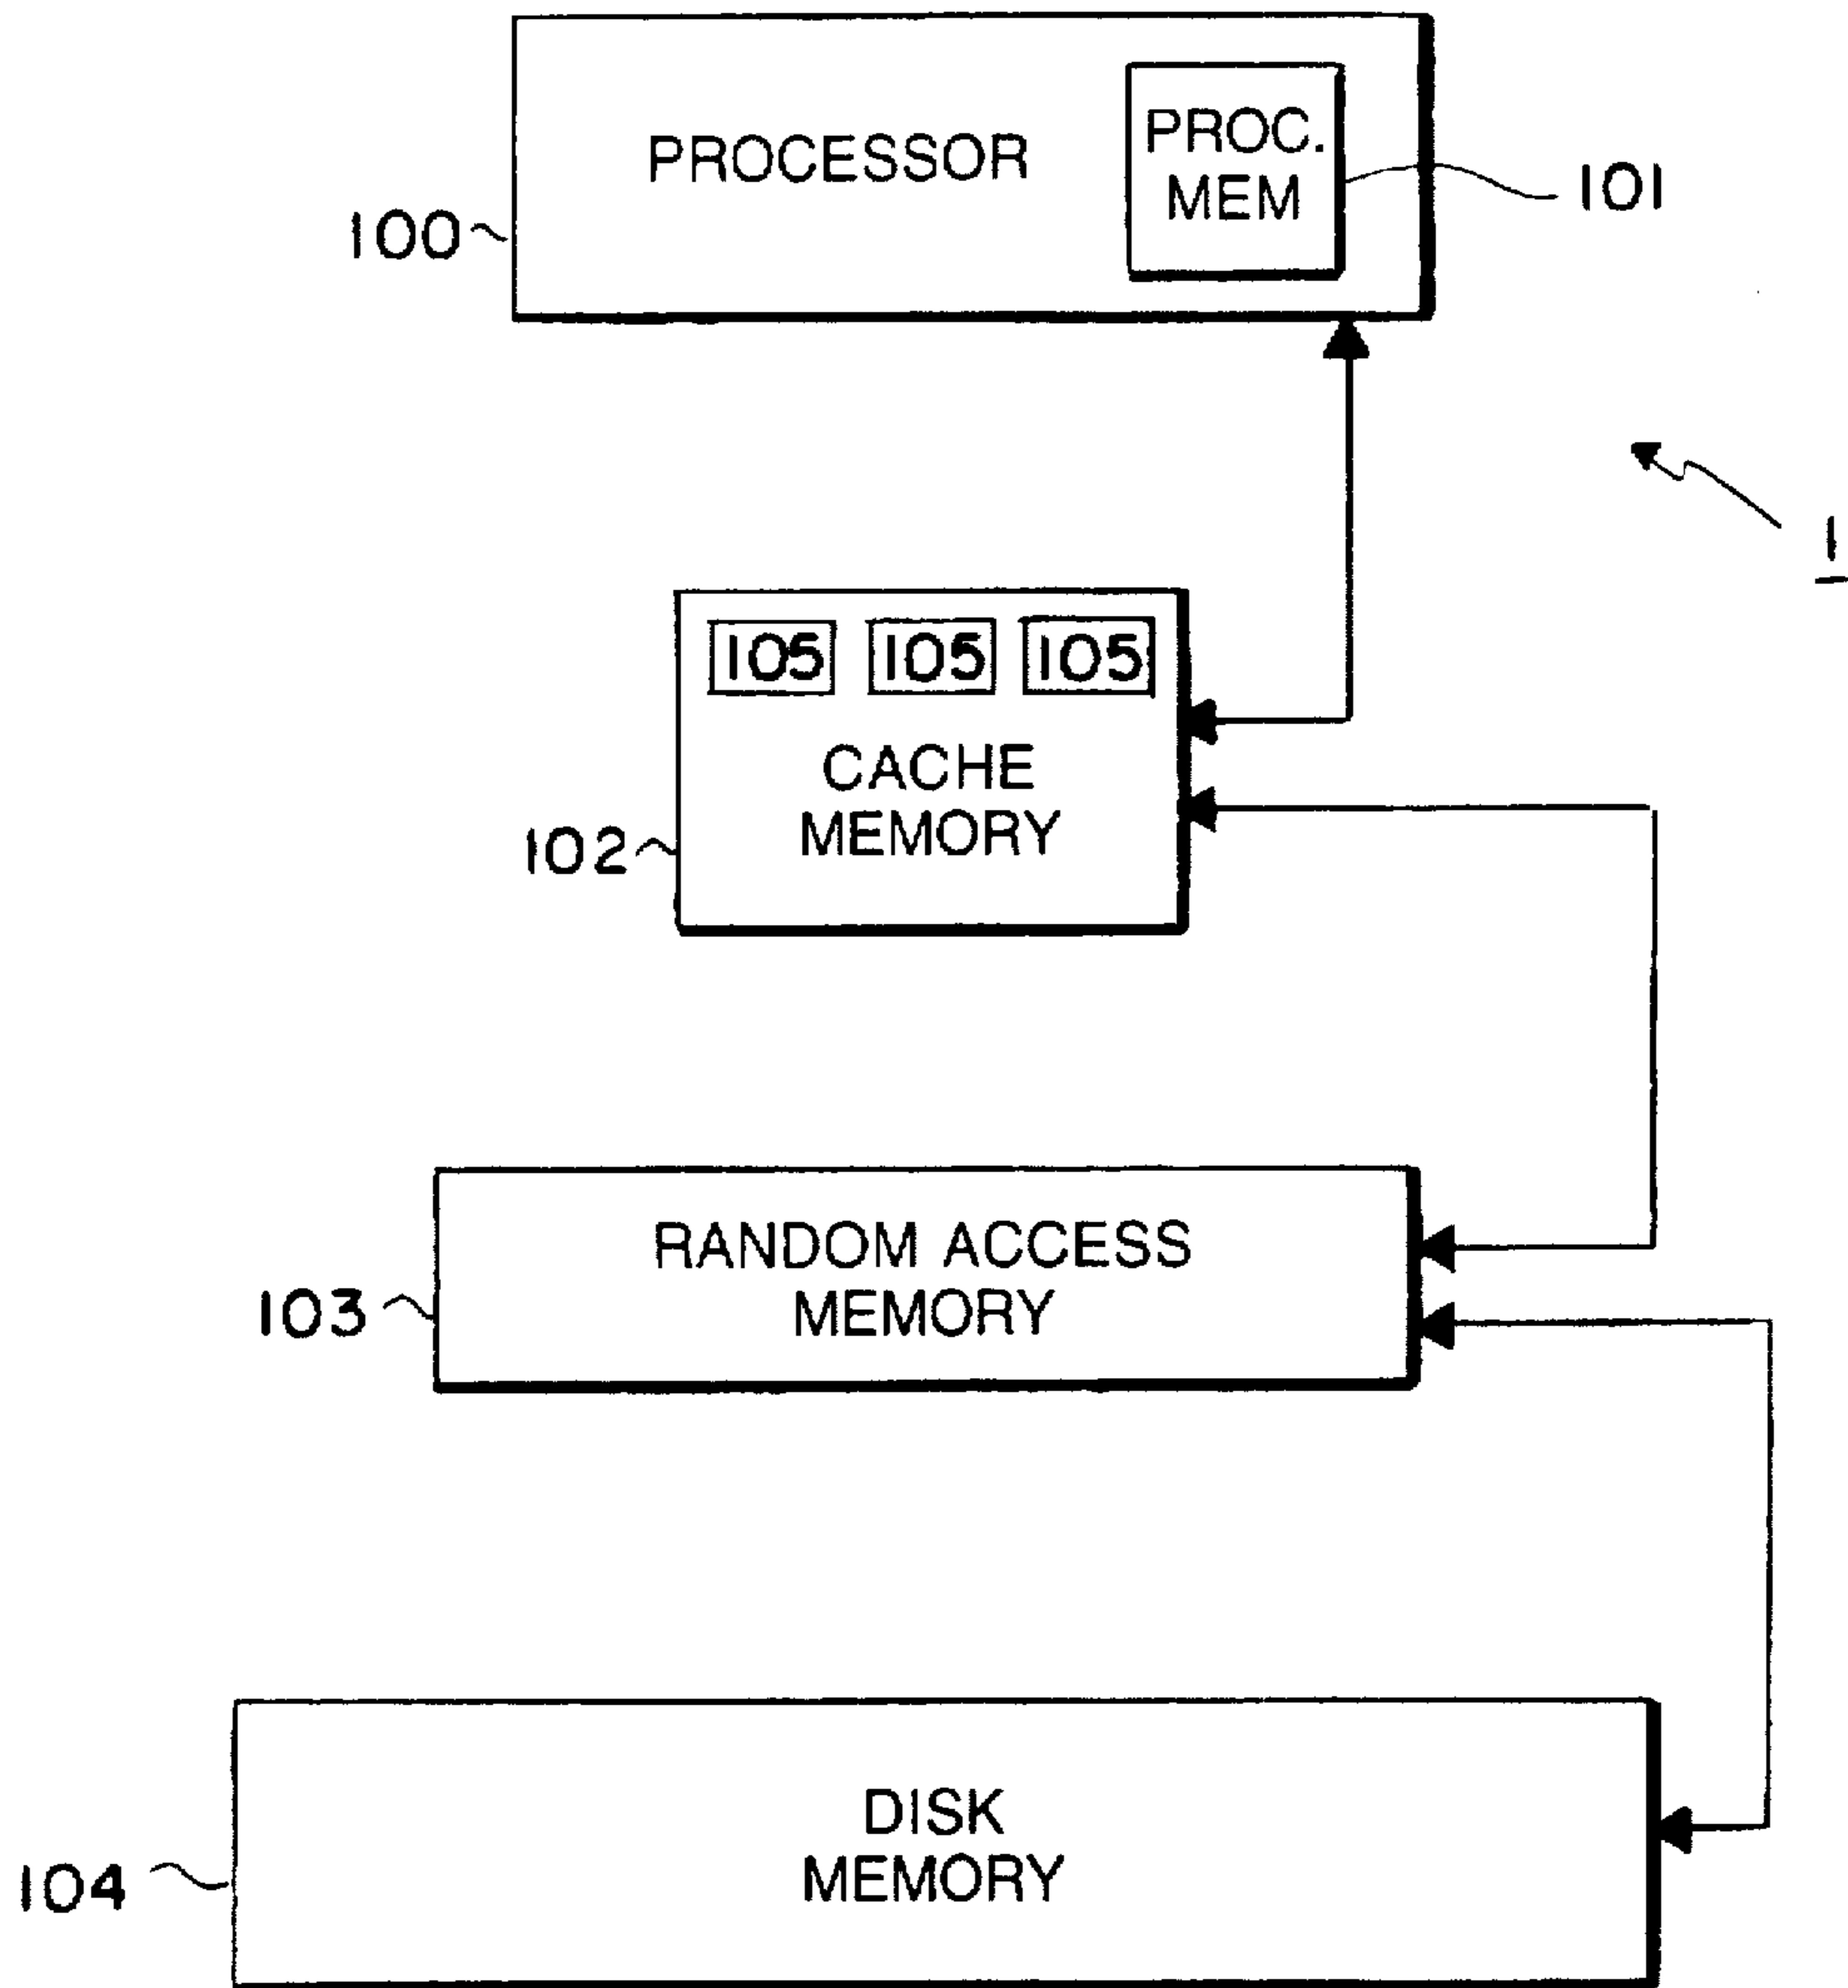 PROCESSOR
PROC.
MEM
101
100
1
105 105 105
CACHE
MEMORY
102
RANDOM ACCESS
MEMORY
103
DISK
MEMORY
104